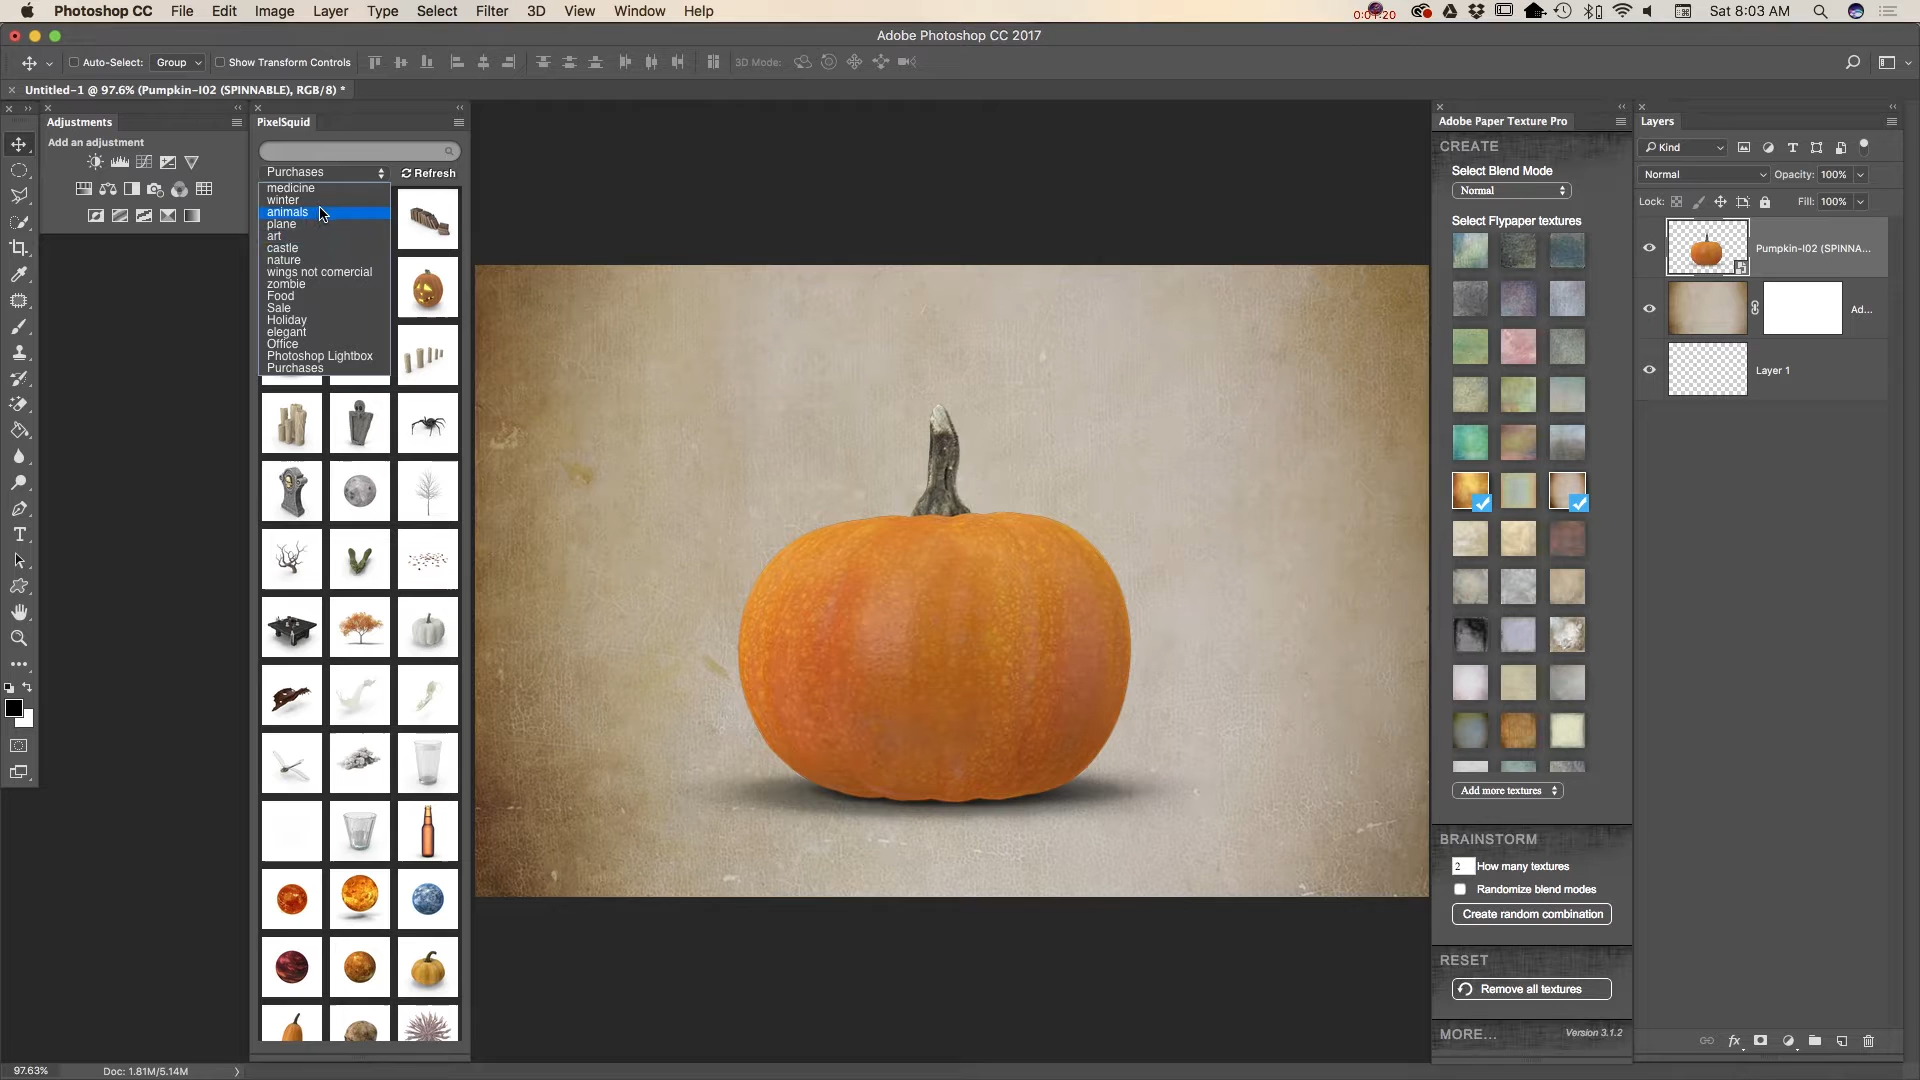 Photoshop CC File Edit Image Layer Type Select Filter 3D View Window Help
0:01:20
Sat 8:03 AM
Adobe Photoshop CC 2017
Auto-Select: Group Show Transform Controls 3D Mode:
Untitled-1 @ 97.6% (Pumpkin-I02 (SPINNABLE), RGB/8) *
Adjustments
Add an adjustment
PixelSquid
Purchases
Refresh
medicine
winter
animals
plane
art
castle
nature
wings not comercial
zombie
Food
Sale
Holiday
elegant
Office
Photoshop Lightbox
Purchases
Adobe Paper Texture Pro
CREATE
Select Blend Mode
Normal
Select Flypaper textures
Add more textures
BRAINSTORM
2 How many textures
Randomize blend modes
Create random combination
RESET
Remove all textures
MORE... Version 3.1.2
Layers
Kind
Normal Opacity: 100%
Lock: Fill: 100%
Pumpkin-I02 (SPINNA...
Ad...
Layer 1
fx
97.63% Doc: 1.81M/5.14M